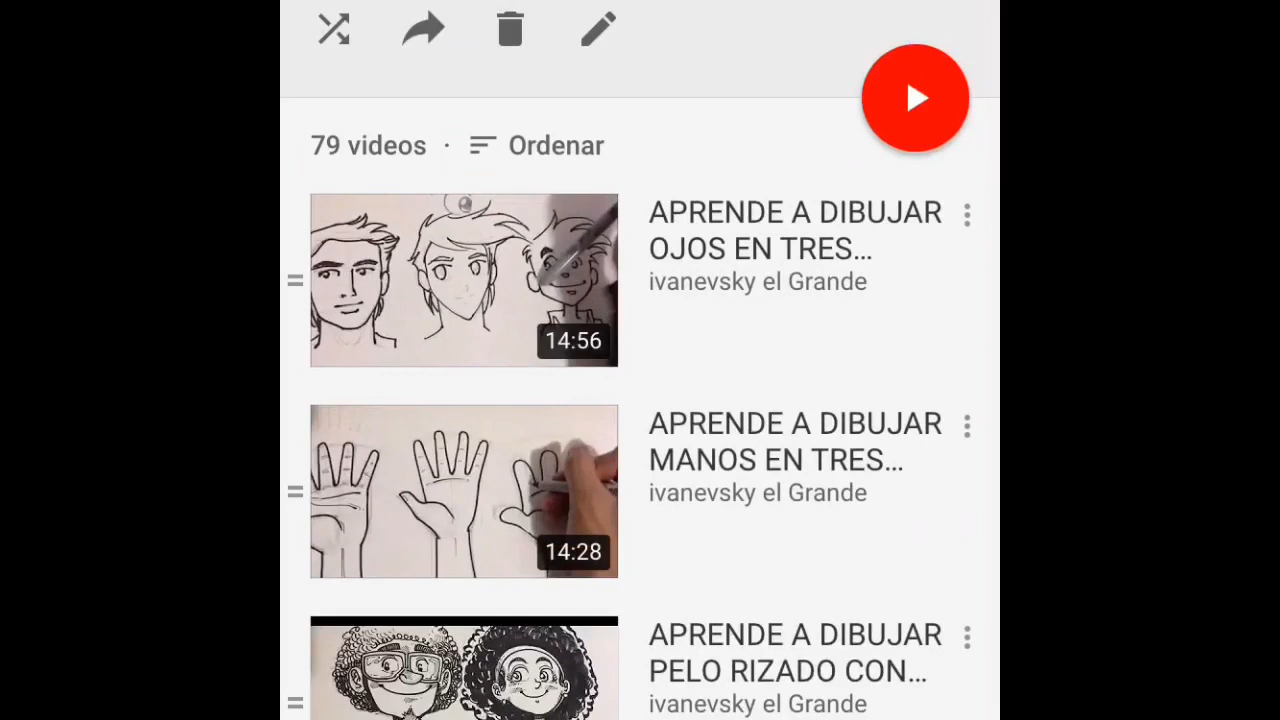 79 videos · Ordenar
APRENDE A DIBUJAR
OJOS EN TRES...
ivanevsky el Grande
14:56
APRENDE A DIBUJAR
MANOS EN TRES...
ivanevsky el Grande
14:28
APRENDE A DIBUJAR
PELO RIZADO CON...
ivanevsky el Grande